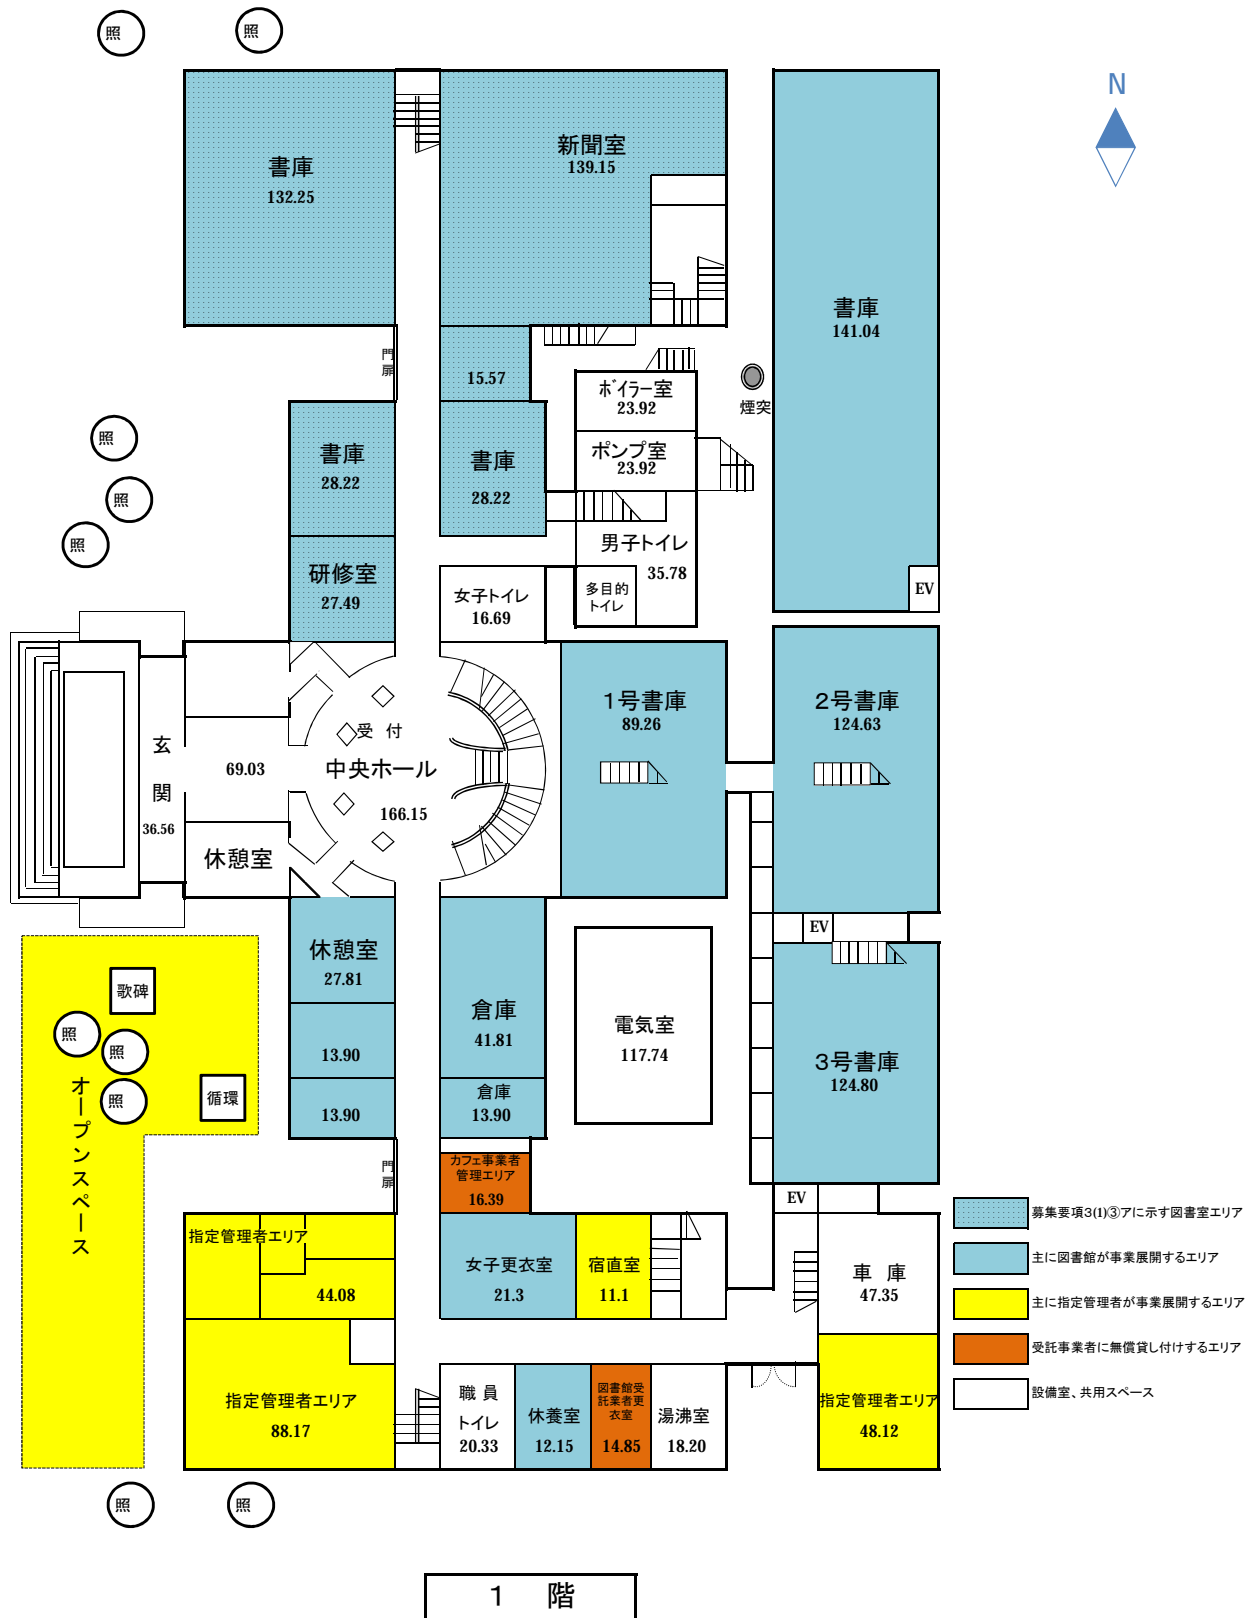 照
照
N
書庫
132.25
新聞室
139.15
書庫
141.04
門
扉
15.57
ボイラー室
23.92
煙突
照
書庫
28.22
書庫
28.22
ポンプ室
23.92
照
照
男子トイレ
35.78
研修室
27.49
女子トイレ
16.69
多目的
トイレ
EV
1号書庫
89.26
2号書庫
124.63
受 付
玄
関
36.56
69.03
中央ホール
166.15
休憩室
EV
休憩室
27.81
歌碑
倉庫
41.81
電気室
117.74
照
照
照
循環
オープンスペース
13.90
13.90
3号書庫
124.80
倉庫
13.90
門
扉
カフェ事業者
管理エリア
16.39
EV
指定管理者エリア
44.08
女子更衣室
21.3
宿直室
11.1
車 庫
47.35
募集要項3(1)③アに示す図書室エリア
主に図書館が事業展開するエリア
主に指定管理者が事業展開するエリア
受託事業者に無償貸し付けするエリア
設備室、共用スペース
指定管理者エリア
88.17
職 員
トイレ
20.33
休養室
12.15
図書館受
託業者更
衣室
14.85
湯沸室
18.20
指定管理者エリア
48.12
照
照
1 階